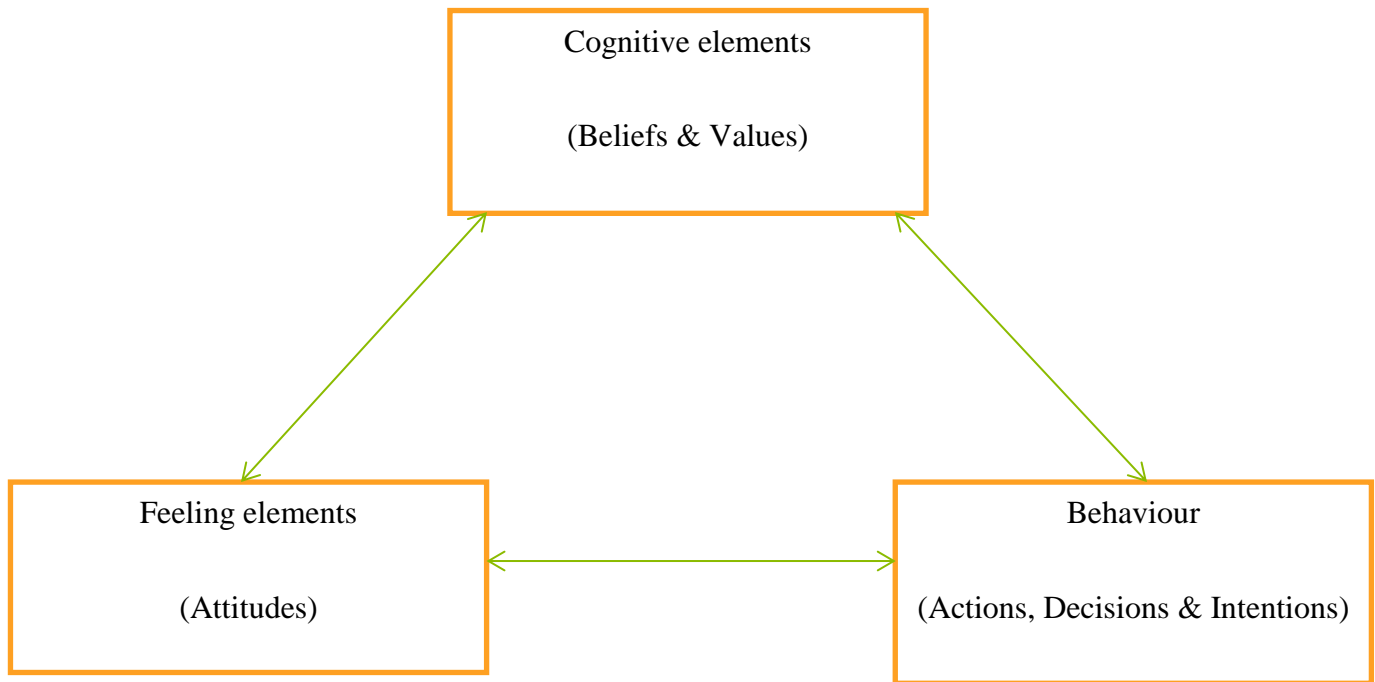 Cognitive elements
(Beliefs & Values)
Feeling elements
(Attitudes)
Behaviour
(Actions, Decisions & Intentions)